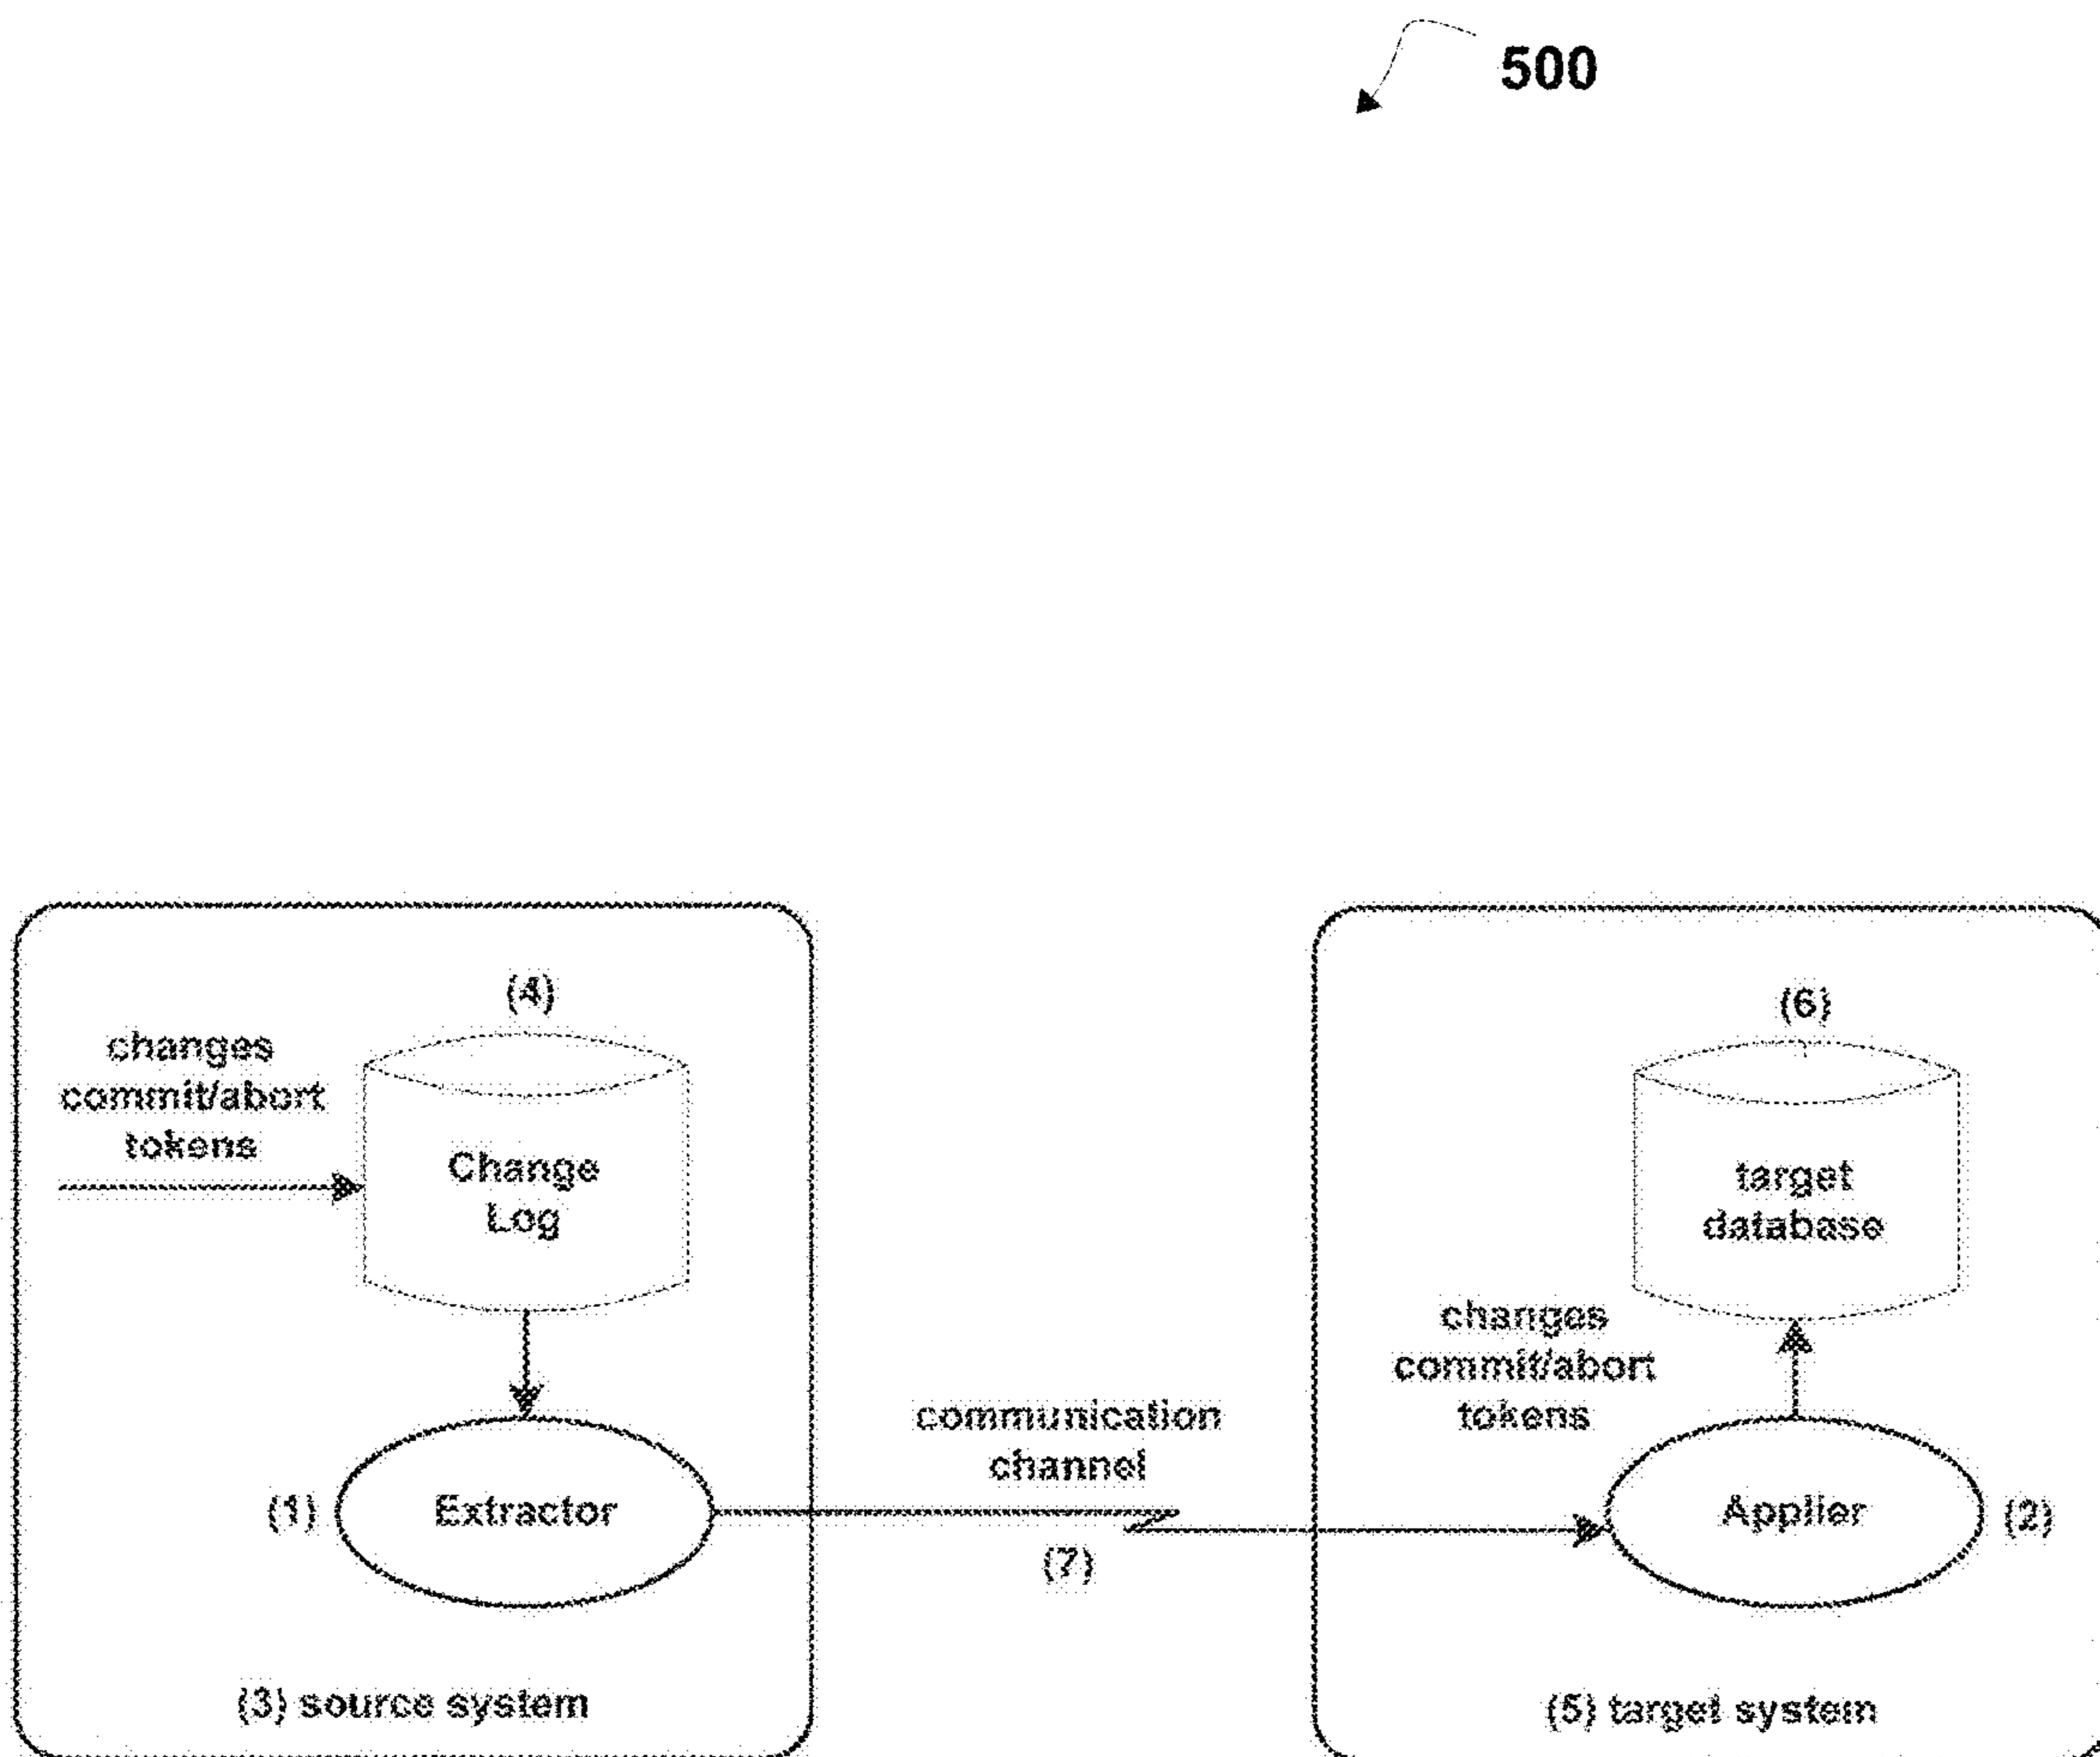 500
(4)
changes
commit/abort
tokens
Change
Log
(1)
Extractor
(3) source system
communication
channel
(7)
(6)
target
database
changes
commit/abort
tokens
Applier
(2)
(5) target system